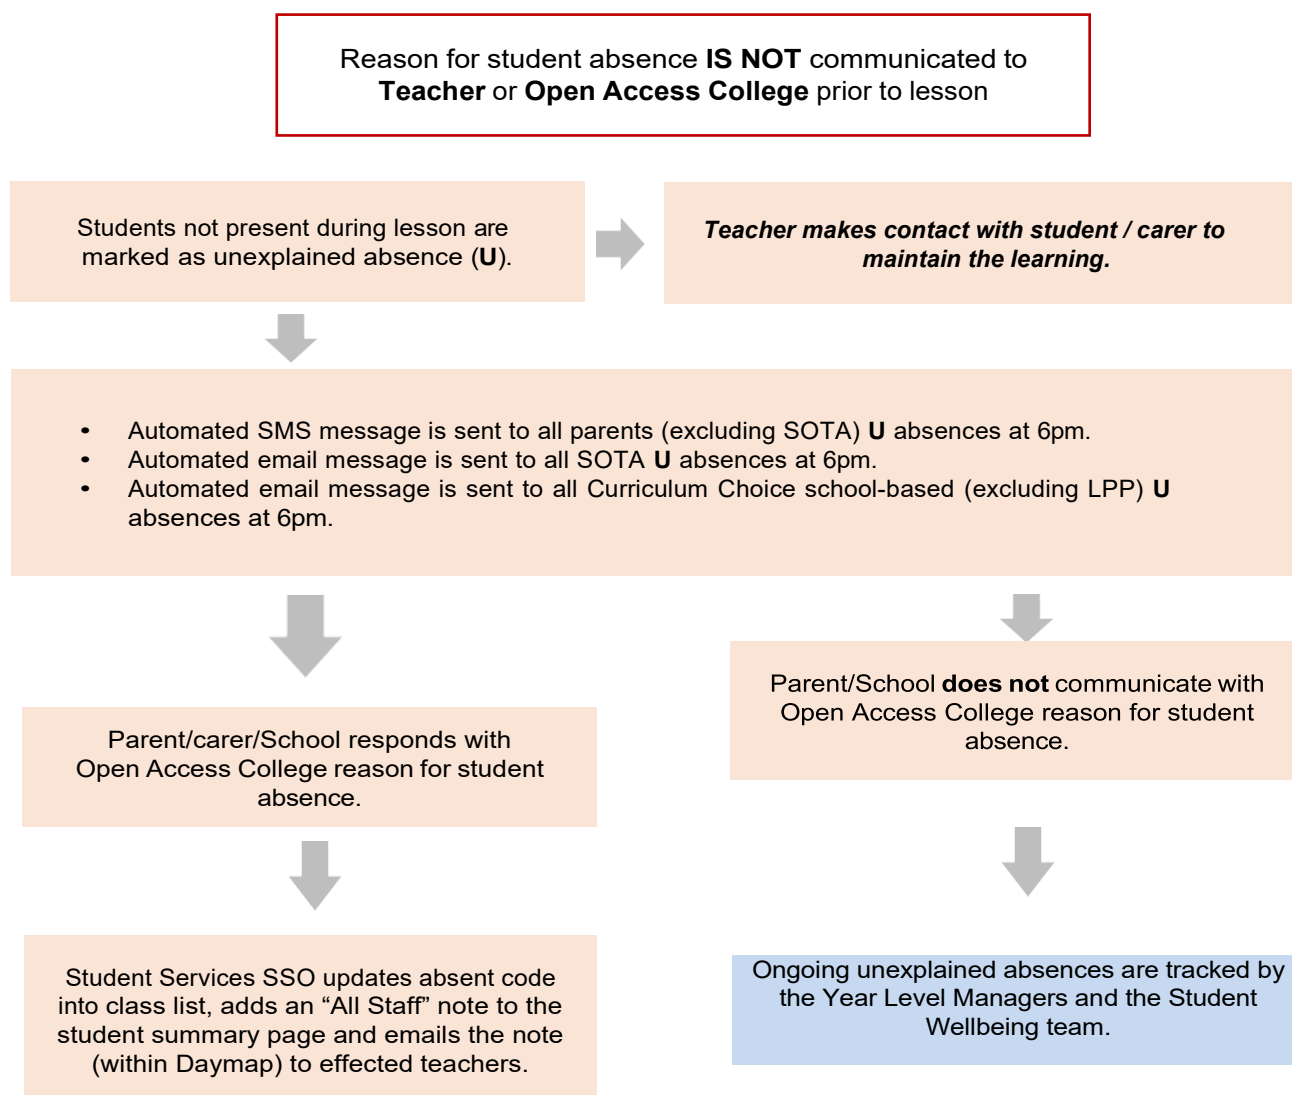 Reason for student absence IS NOT communicated to
Teacher or Open Access College prior to lesson
Students not present during lesson are
marked as unexplained absence (U).
Teacher makes contact with student / carer to
maintain the learning.
• Automated SMS message is sent to all parents (excluding SOTA) U absences at 6pm.
• Automated email message is sent to all SOTA U absences at 6pm.
• Automated email message is sent to all Curriculum Choice school-based (excluding LPP) U
absences at 6pm.
Parent/carer/School responds with
Open Access College reason for student
absence.
Parent/School does not communicate with
Open Access College reason for student
absence.
Student Services SSO updates absent code
into class list, adds an “All Staff” note to the
student summary page and emails the note
(within Daymap) to effected teachers.
Ongoing unexplained absences are tracked by
the Year Level Managers and the Student
Wellbeing team.